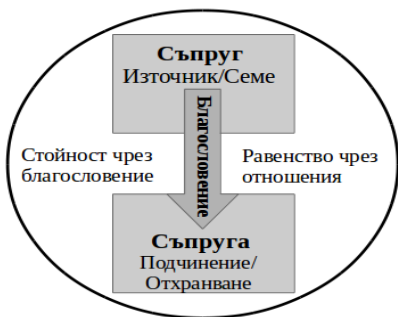 Съпруг
Източник/Семе
Благословение
Стойност чрез
благословение
Равенство чрез
отношения
Съпруга
Подчинение/
Отхранване